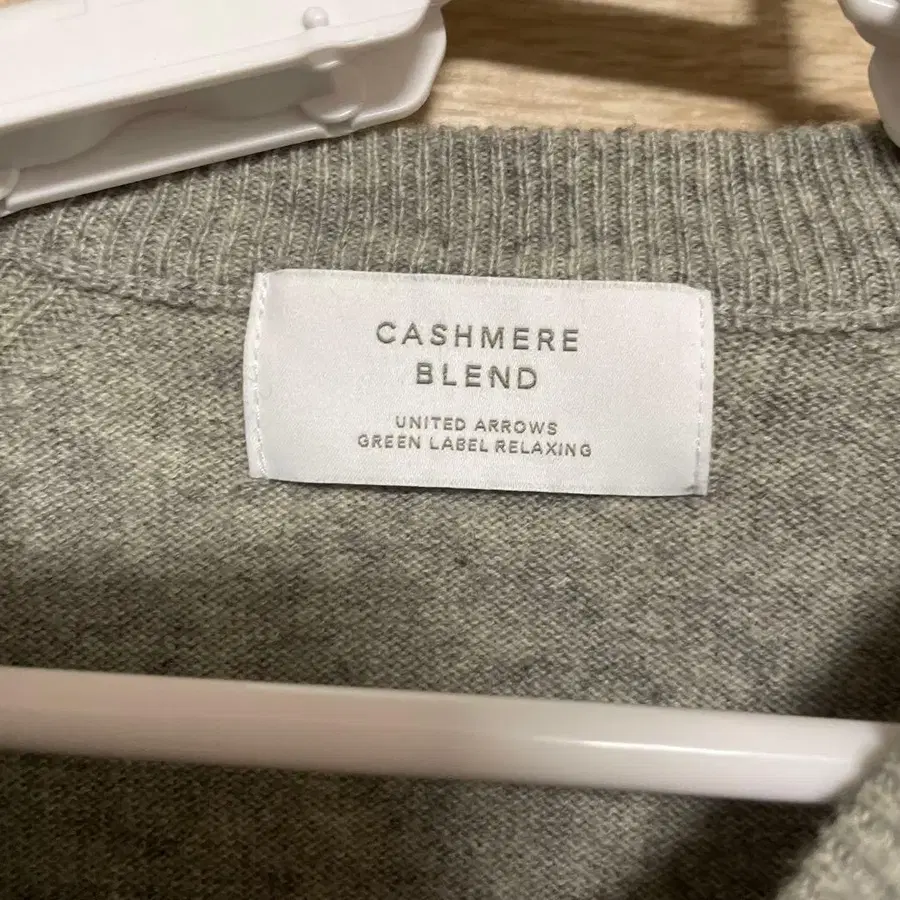 CASHMERE
BLEND
UNITED ARROWS
GREEN LABEL RELAXING